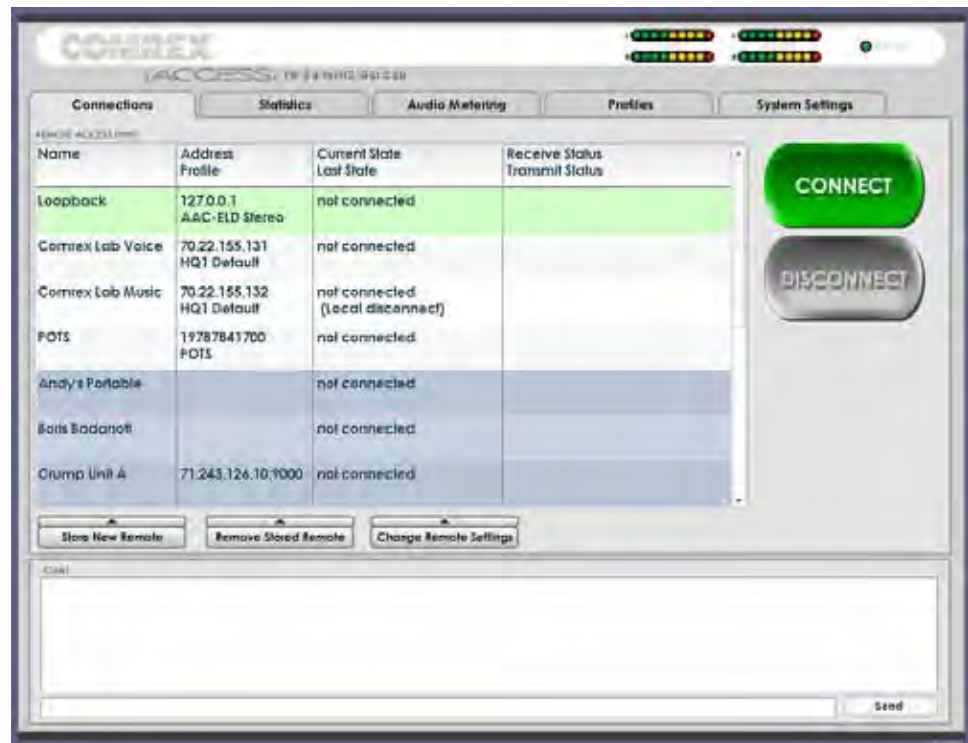 COMREX
ACCESS
Connections
Statistics
Audio Metering
Profiles
System Settings
Name
Address
Profile
Current State
Last State
Receive Status
Transmit Status
Loopback
127.0.0.1
AAC-ELD Stereo
not connected
Comrex Lab Voice
70.22.155.131
HQ1 Default
not connected
Comrex Lab Music
70.22.155.132
HQ1 Default
not connected
(Local disconnect)
POTS
19787841700
POTS
not connected
Andy's Portable
not connected
Boris Badanoff
not connected
Crump Unit A
71.243.126.10:9000
not connected
CONNECT
DISCONNECT
Store New Remote
Remove Stored Remote
Change Remote Settings
Send